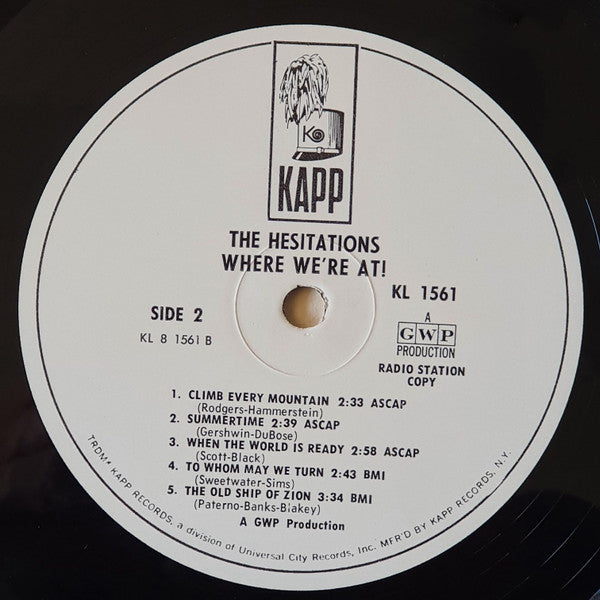 K
KAPP
THE HESITATIONS
WHERE WE'RE AT!
KL 1561
SIDE 2
KL 8 1561 B
A
GWP
PRODUCTION
RADIO STATION
COPY
1. CLIMB EVERY MOUNTAIN 2:33 ASCAP
(Rodgers-Hammerstein)
2. SUMMERTIME 2:39 ASCAP
(Gershwin-DuBose)
3. WHEN THE WORLD IS READY 2:58 ASCAP
(Scott-Black)
4. TO WHOM MAY WE TURN 2:43 BMI
(Sweetwater-Sims)
5. THE OLD SHIP OF ZION 3:34 BMI
(Paterno-Banks-Blakey)
A GWP Production
TRDMK KAPP RECORDS, a division of Universal City Records, Inc. MFR'D BY KAPP RECORDS, N.Y.